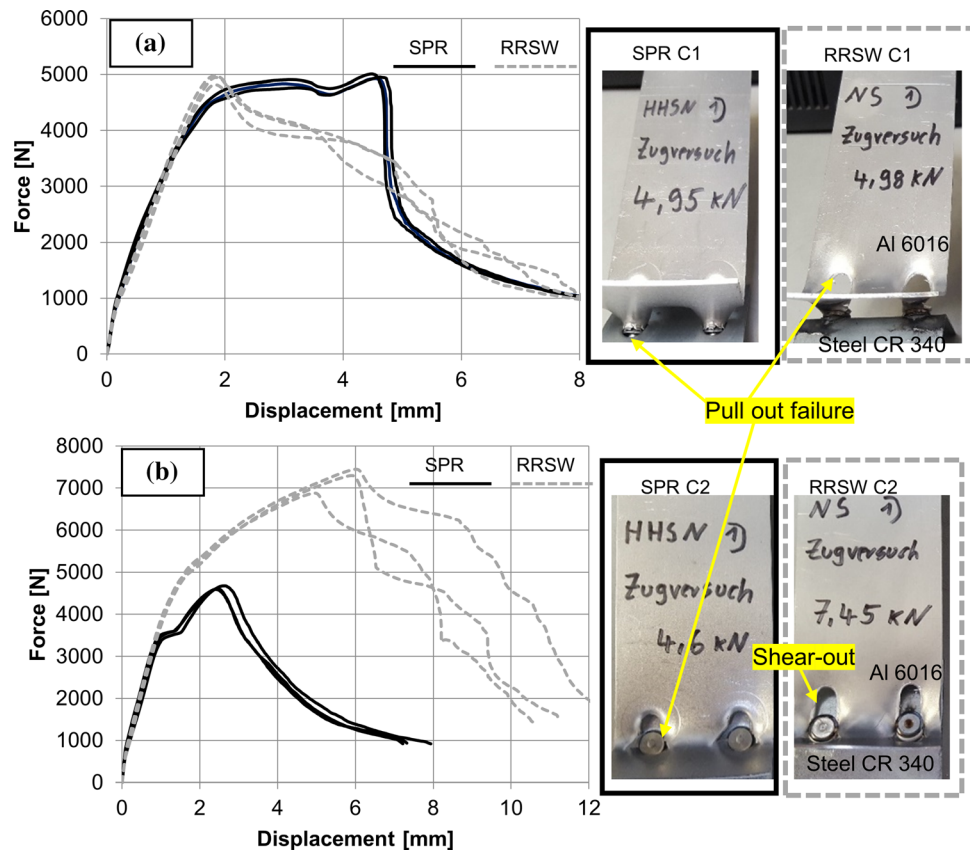 (a)
SPR
RRSW
6000
5000
4000
3000
2000
1000
0
Force [N]
0 2 4 6 8
Displacement [mm]
SPR C1
HHSN 1)
Zugversuch
4,95 KN
RRSW C1
NS 1)
Zugversuch
4,98 KN
Al 6016
Steel CR 340
Pull out failure
(b)
SPR
RRSW
8000
7000
6000
5000
4000
3000
2000
1000
0
Force [N]
0 2 4 6 8 10 12
Displacement [mm]
SPR C2
HHSN 1)
Zugversuch
4,6 KN
RRSW C2
NS 1)
Zugversuch
7,45 KN
Shear-out
Al 6016
Steel CR 340